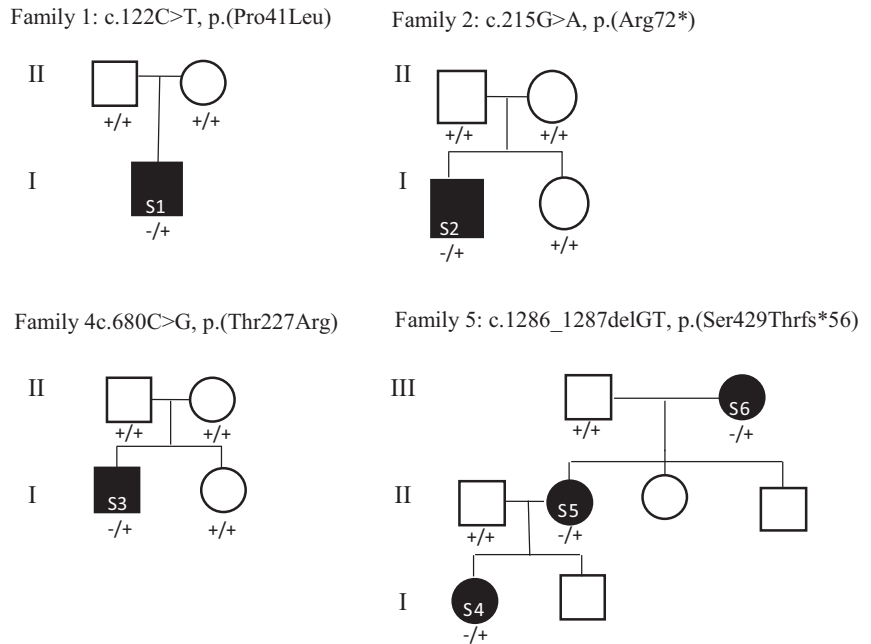 Family 1: c.122C>T, p.(Pro41Leu)
II
+/+ +/+
I
S1
-/+
Family 2: c.215G>A, p.(Arg72*)
II
+/+ +/+
I
S2
-/+ +/+
Family 4c.680C>G, p.(Thr227Arg)
II
+/+ +/+
I
S3
-/+ +/+
Family 5: c.1286_1287delGT, p.(Ser429Thrfs*56)
III
S6
+/+ -/+
II
S5
+/+ -/+
I
S4
-/+